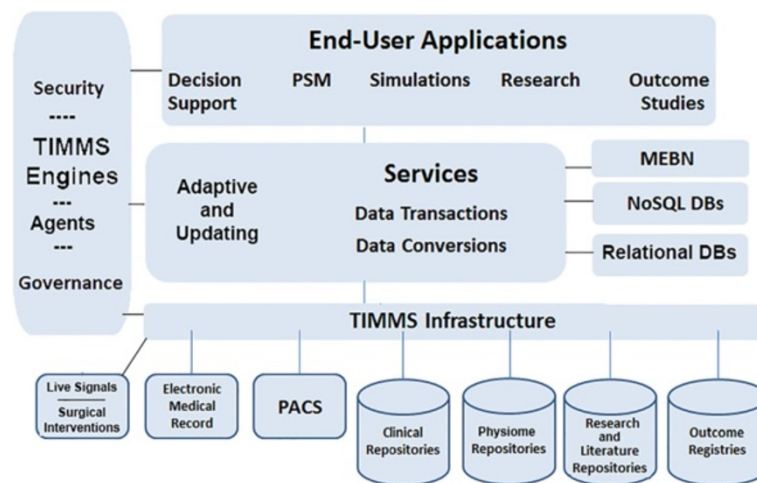 Security
----
TIMMS
Engines
---
Agents
---
Governance
End-User Applications
Decision
Support
PSM
Simulations
Research
Outcome
Studies
Adaptive
and
Updating
Services
Data Transactions
Data Conversions
MEBN
NoSQL DBs
Relational DBs
TIMMS Infrastructure
Live Signals
Surgical
Interventions
Electronic
Medical
Record
PACS
Clinical
Repositories
Physiome
Repositories
Research
and
Literature
Repositories
Outcome
Registries